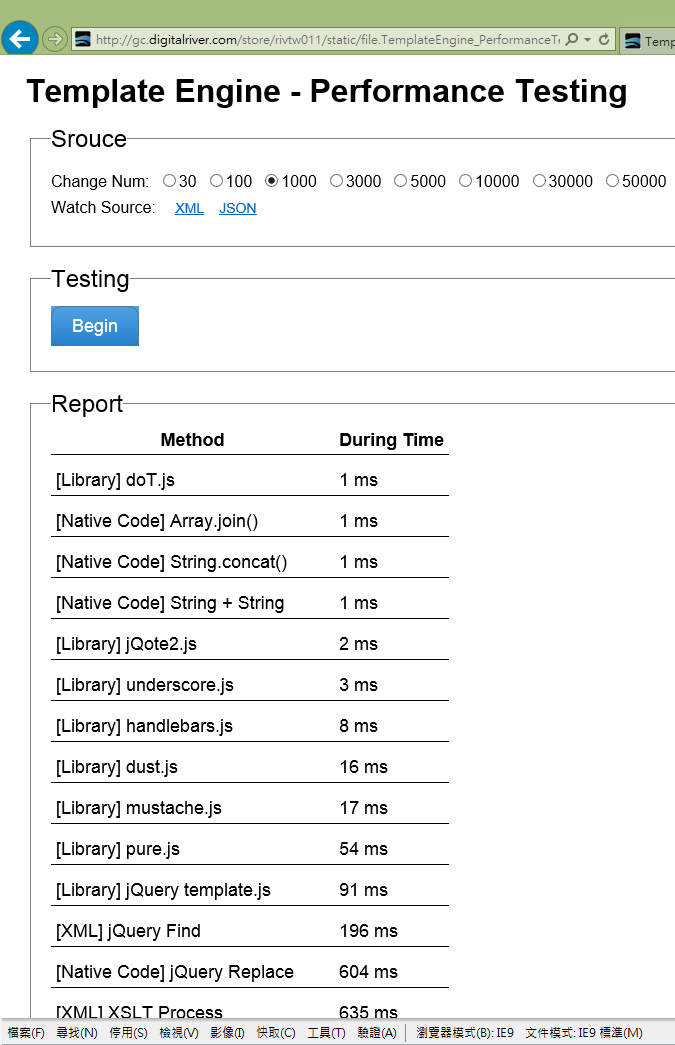 http://gc.digitalriver.com/store/rivtw011/static/file.TemplateEngine_PerformanceT
Temp
Template Engine - Performance Testing
Srouce
Change Num: 30 100 1000 3000 5000 10000 30000 50000
Watch Source: XML JSON
Testing
Begin
Report
Method During Time
[Library] doT.js 1 ms
[Native Code] Array.join() 1 ms
[Native Code] String.concat() 1 ms
[Native Code] String + String 1 ms
[Library] jQote2.js 2 ms
[Library] underscore.js 3 ms
[Library] handlebars.js 8 ms
[Library] dust.js 16 ms
[Library] mustache.js 17 ms
[Library] pure.js 54 ms
[Library] jQuery template.js 91 ms
[XML] jQuery Find 196 ms
[Native Code] jQuery Replace 604 ms
[XML] XSLT Process 635 ms
檔案(F) 尋找(N) 停用(S) 檢視(V) 影像(I) 快取(C) 工具(T) 驗證(A) 瀏覽器模式(B): IE9 文件模式: IE9 標準(M)